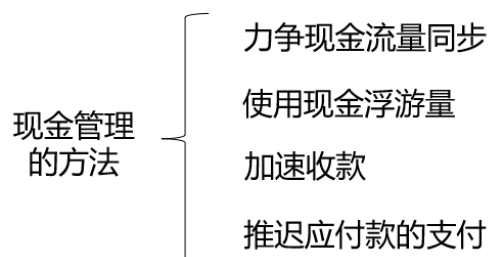 现金管理
的方法
力争现金流量同步
使用现金浮游量
加速收款
推迟应付款的支付